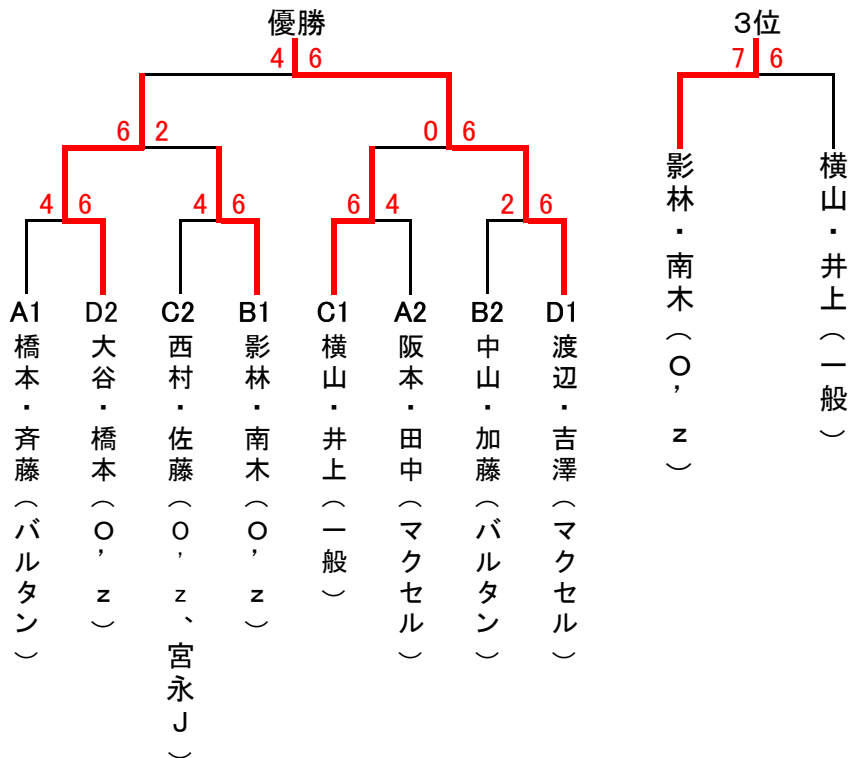 優勝
3位
4 6
7 6
6 2
0 6
4 6
4 6
6 4
2 6
A1
D2
C2
B1
C1
A2
B2
D1
橋本・斉藤(バルタン)
大谷・橋本(O’z)
西村・佐藤(O’z、宮永J)
影林・南木(O’z)
横山・井上(一般)
阪本・田中(マクセル)
中山・加藤(バルタン)
渡辺・吉澤(マクセル)
影林・南木(O’z)
横山・井上(一般)